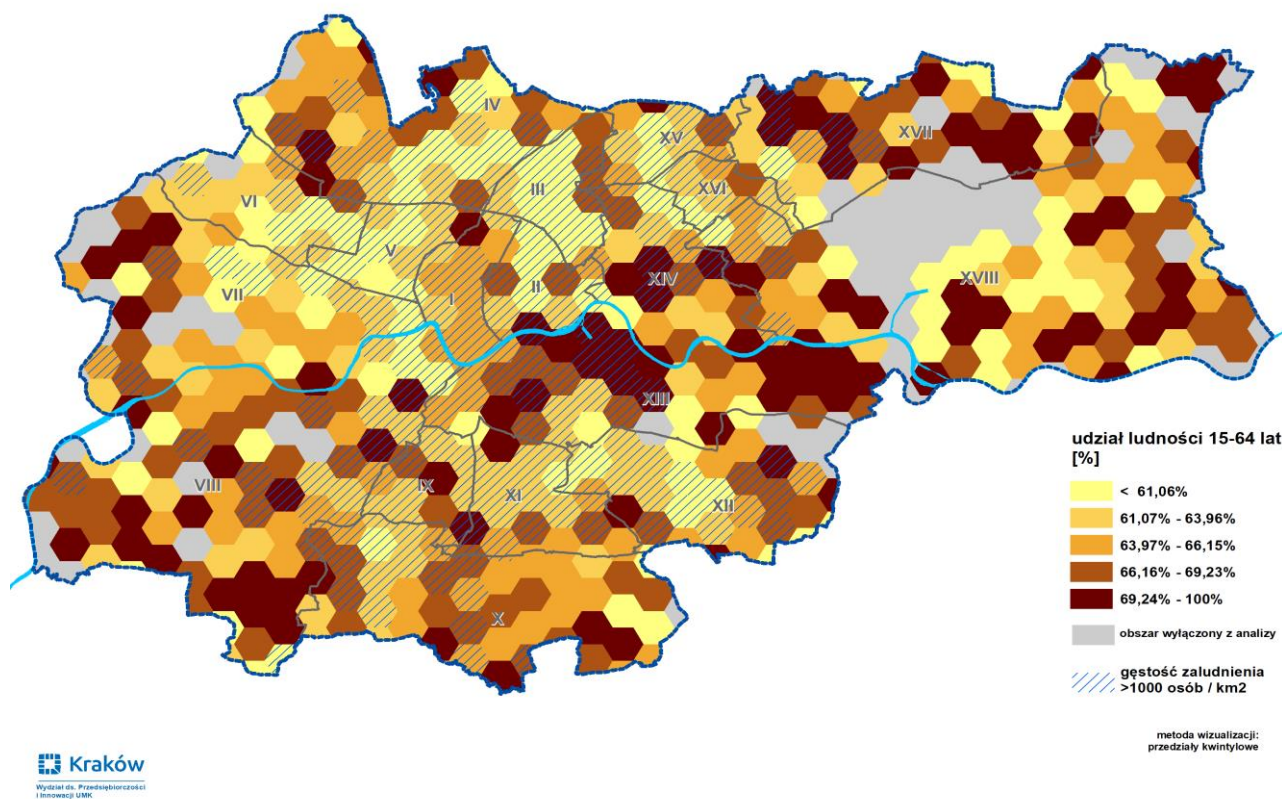 IV
XV
XVII
III
XVI
VI
V
VII
II
XIV
XVIII
I
XIII
VIII
IX
XI
XII
X
udział ludności 15-64 lat
[%]
< 61,06%
61,07% - 63,96%
63,97% - 66,15%
66,16% - 69,23%
69,24% - 100%
obszar wyłączony z analizy
gęstość zaludnienia
>1000 osób / km2
metoda wizualizacji:
przedziały kwintylowe
Kraków
Wydział ds. Przedsiębiorczości
i Innowacji UMK